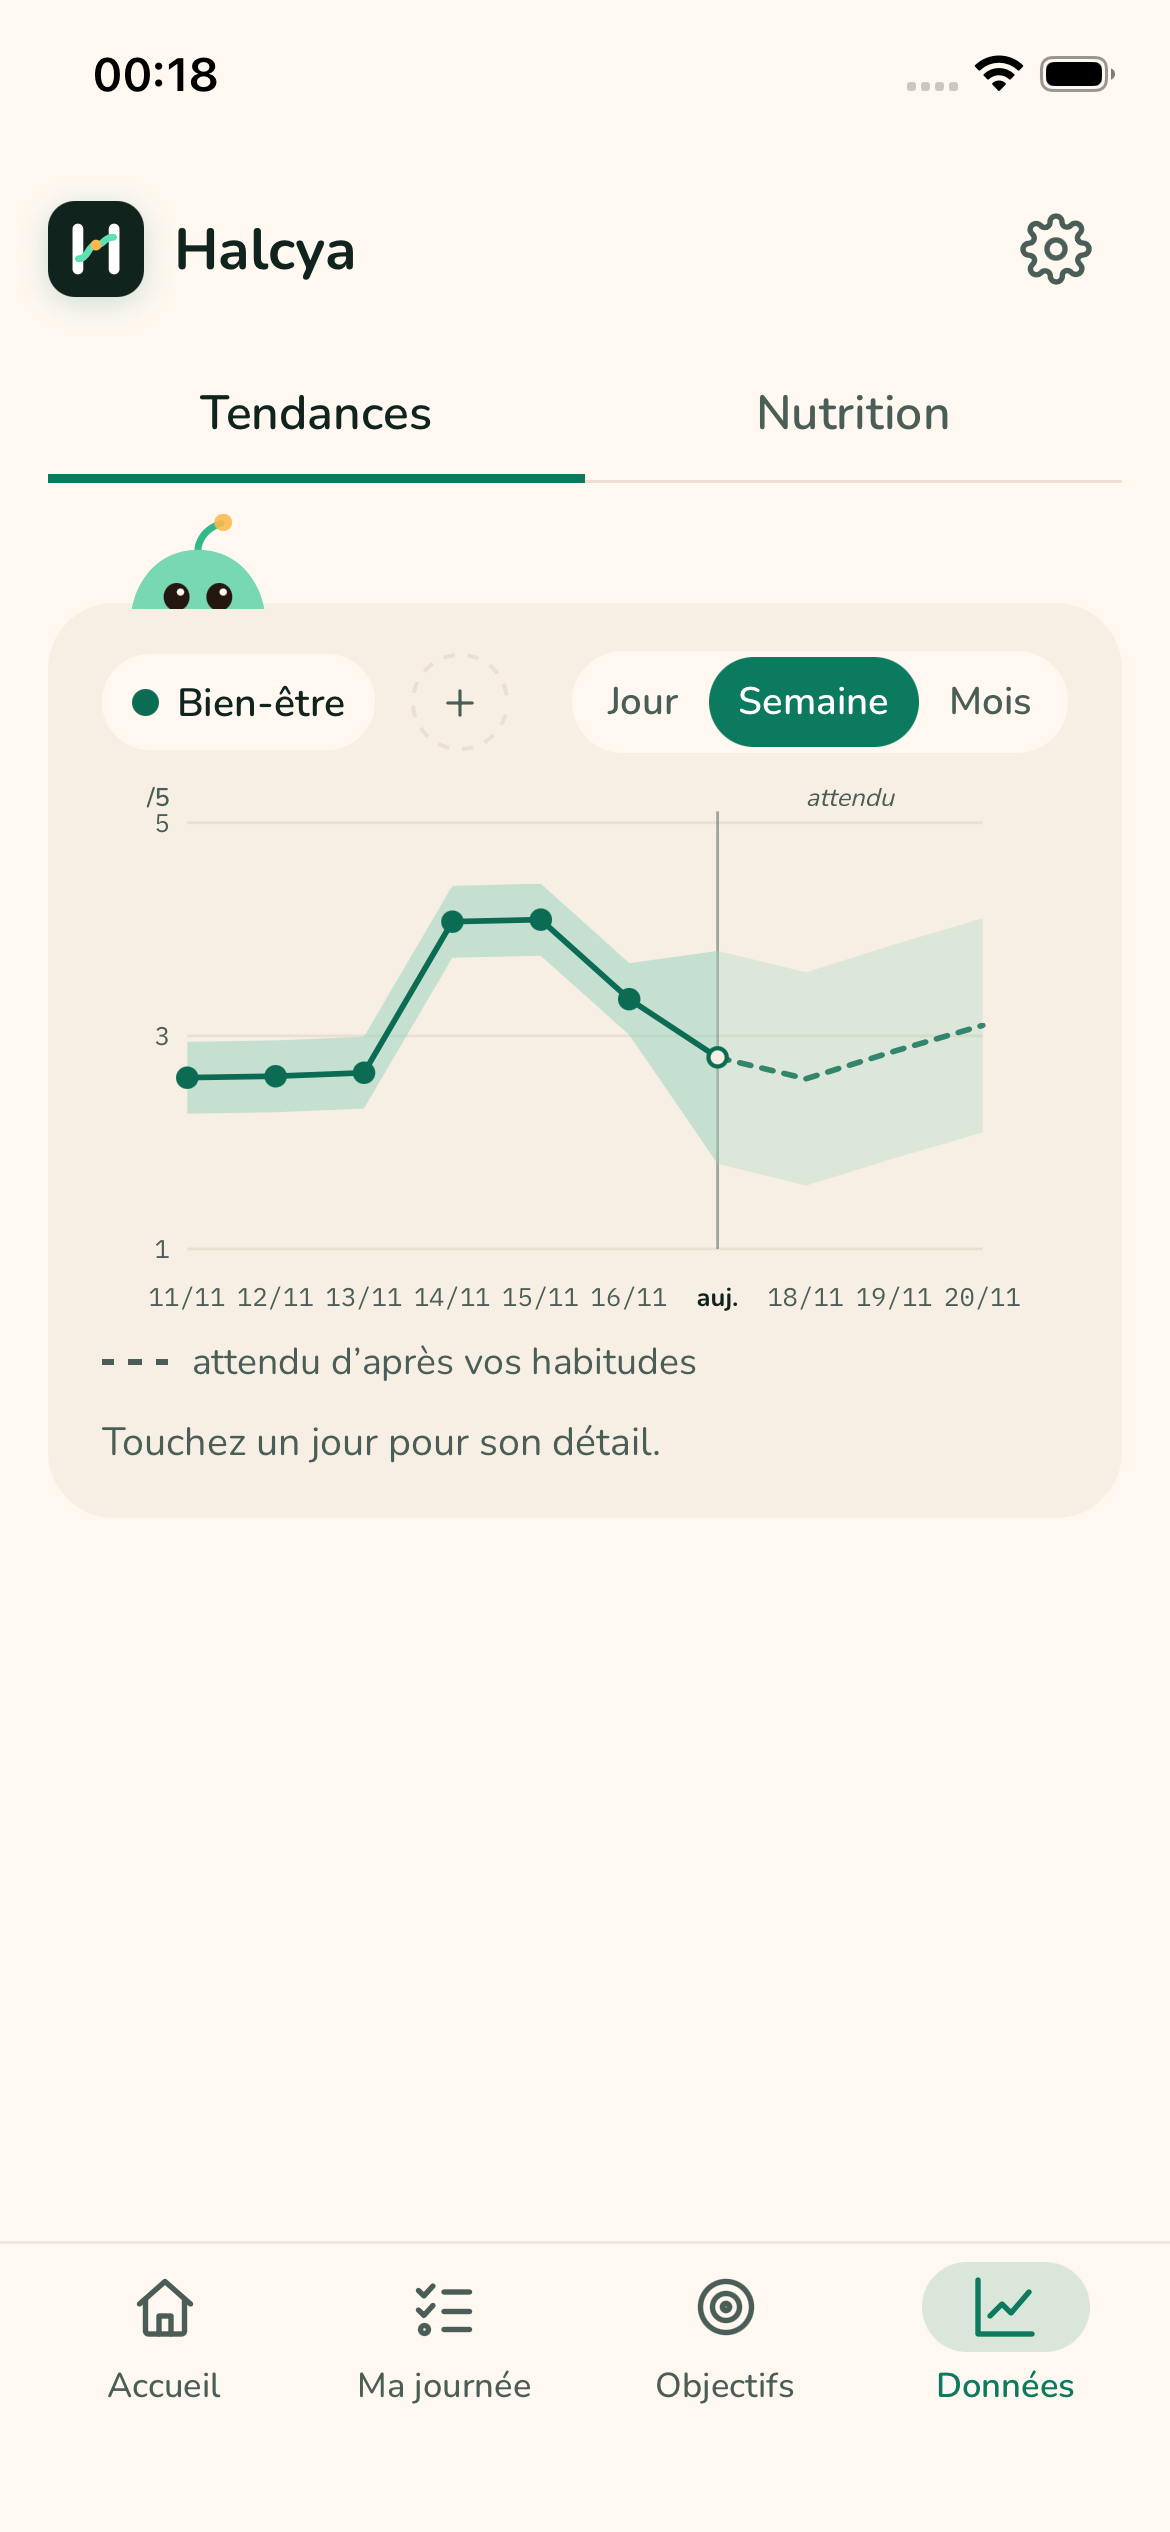 00:18
Halcya
Tendances Nutrition
Bien-être + Jour Semaine Mois
/5 attendu
5
3
1
11/11 12/11 13/11 14/11 15/11 16/11 auj. 18/11 19/11 20/11
attendu d’après vos habitudes
Touchez un jour pour son détail.
Accueil Ma journée Objectifs Données